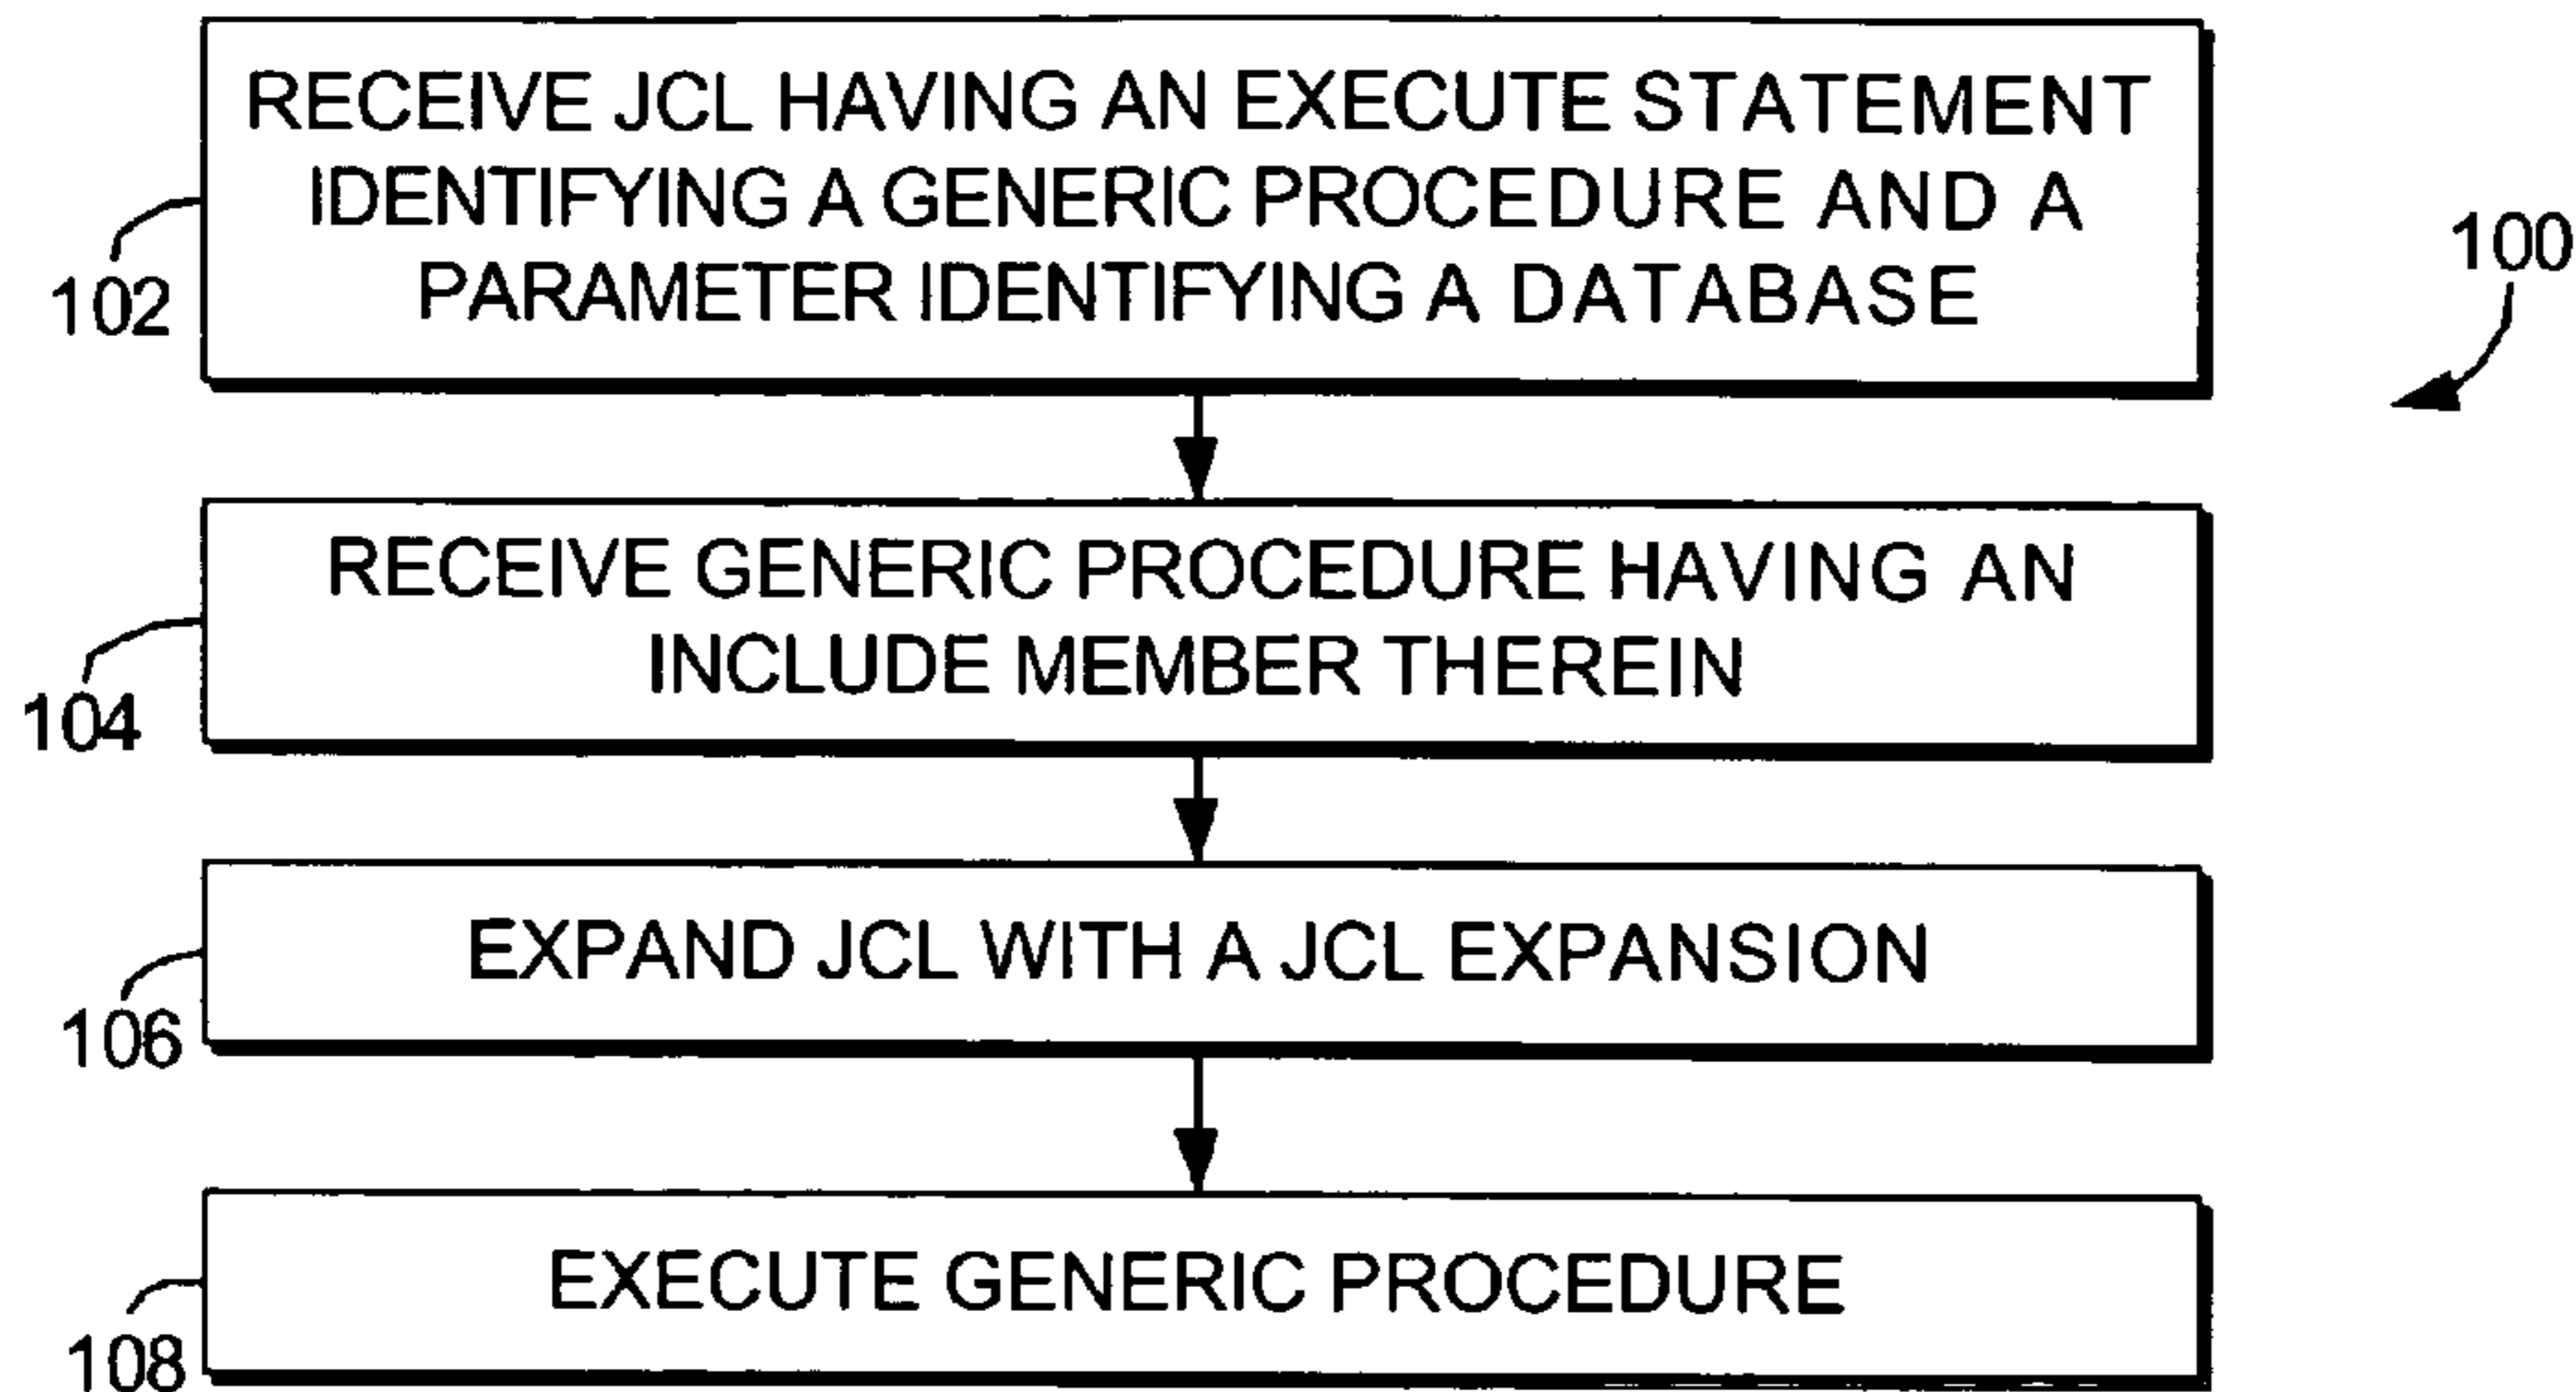 RECEIVE JCL HAVING AN EXECUTE STATEMENT
IDENTIFYING A GENERIC PROCEDURE AND A
PARAMETER IDENTIFYING A DATABASE
102
100
RECEIVE GENERIC PROCEDURE HAVING AN
INCLUDE MEMBER THEREIN
104
EXPAND JCL WITH A JCL EXPANSION
106
EXECUTE GENERIC PROCEDURE
108